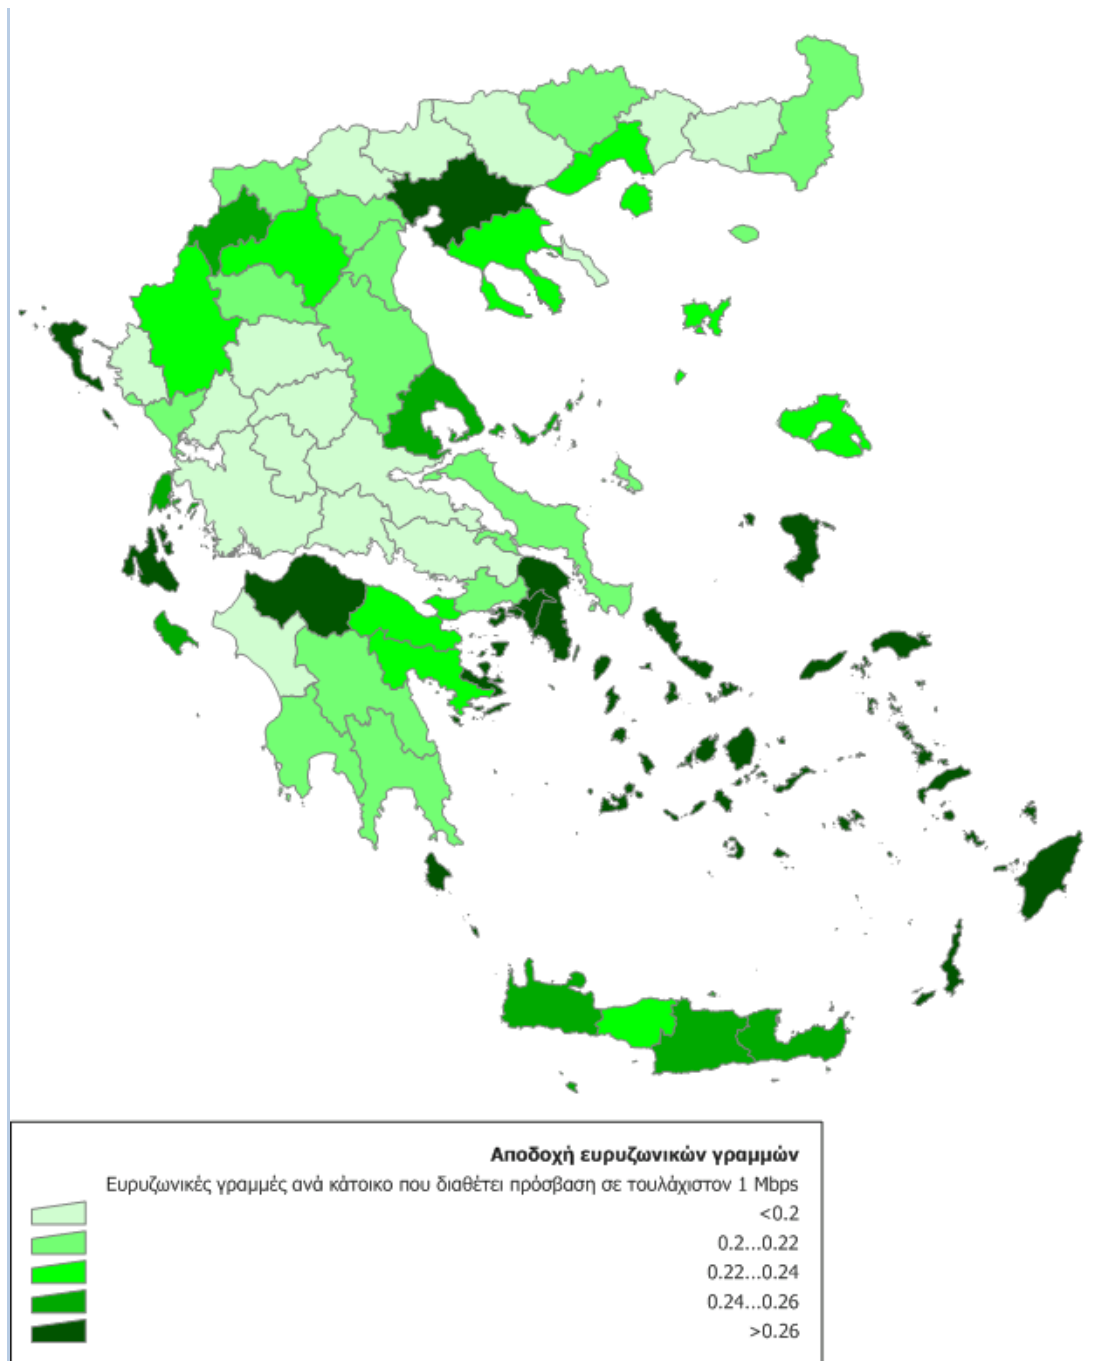 Αποδοχή ευρυζωνικών γραμμών
Ευρυζωνικές γραμμές ανά κάτοικο που διαθέτει πρόσβαση σε τουλάχιστον 1 Mbps
<0.2
0.2...0.22
0.22...0.24
0.24...0.26
>0.26